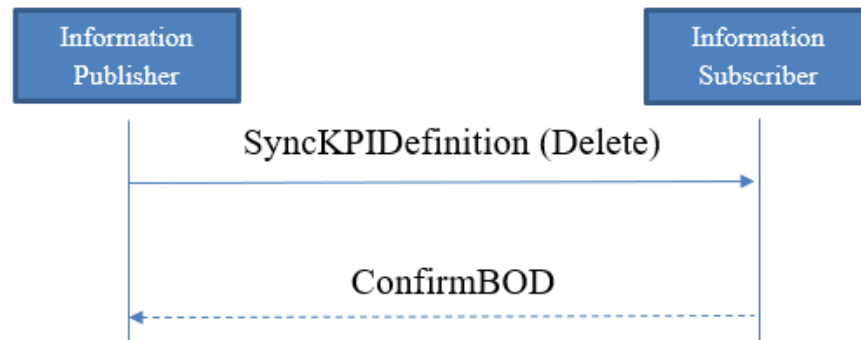 Information
Publisher
Information
Subscriber
SyncKPIDefinition (Delete)
ConfirmBOD